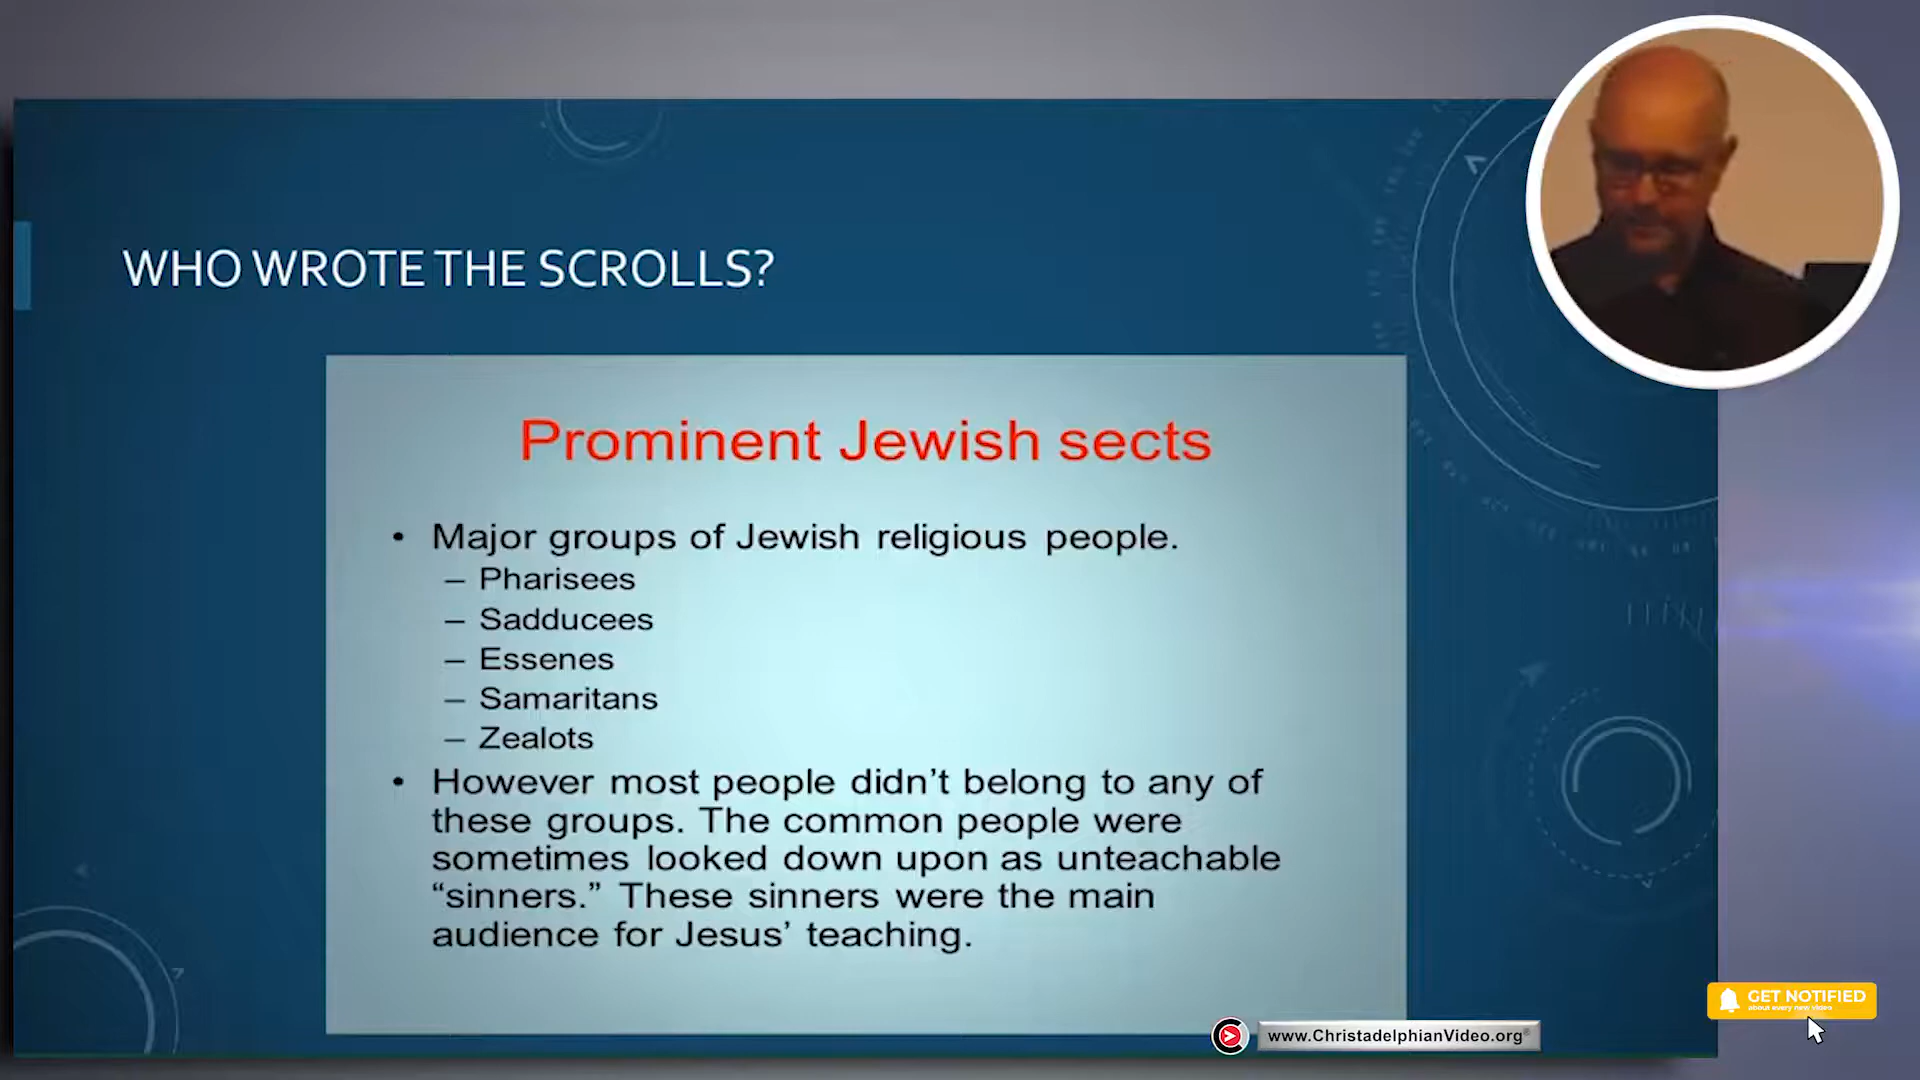 WHO WROTE THE SCROLLS?
Prominent Jewish sects
• Major groups of Jewish religious people.
– Pharisees
– Sadducees
– Essenes
– Samaritans
– Zealots
• However most people didn’t belong to any of
these groups. The common people were
sometimes looked down upon as unteachable
“sinners.” These sinners were the main
audience for Jesus’ teaching.
GET NOTIFIED
about every new video
www.ChristadelphianVideo.org